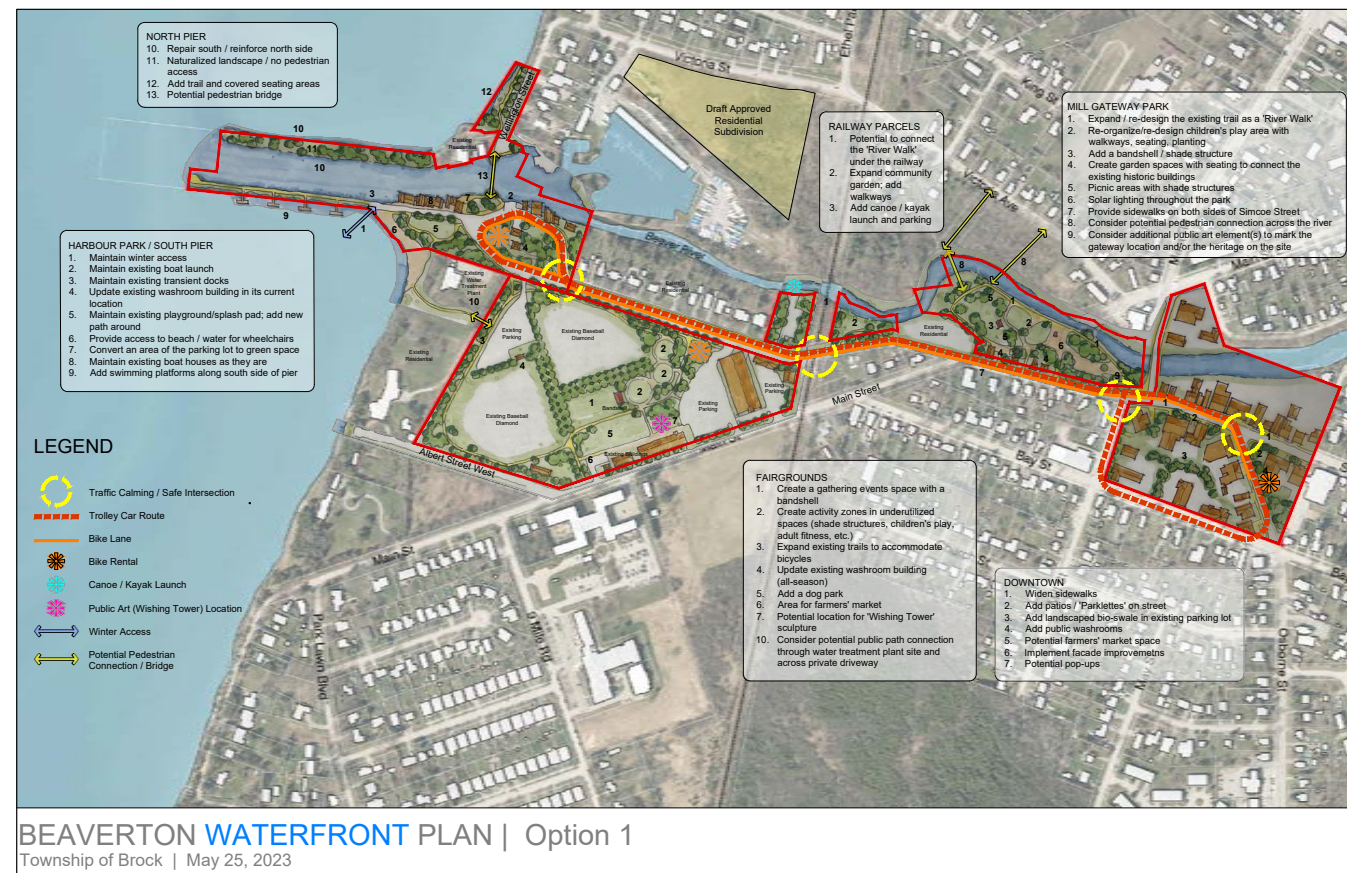 NORTH PIER
10. Repair south / reinforce north side
11. Naturalized landscape / no pedestrian
access
12. Add trail and covered seating areas
13. Potential pedestrian bridge
HARBOUR PARK / SOUTH PIER
1. Maintain winter access
2. Maintain existing boat launch
3. Maintain existing transient docks
4. Update existing washroom building in its current
location
5. Maintain existing playground/splash pad; add new
path around
6. Provide access to beach / water for wheelchairs
7. Convert an area of the parking lot to green space
8. Maintain existing boat houses as they are
9. Add swimming platforms along south side of pier
RAILWAY PARCELS
1. Potential to connect
the 'River Walk'
under the railway
2. Expand community
garden; add
walkways
3. Add canoe / kayak
launch and parking
MILL GATEWAY PARK
1. Expand / re-design the existing trail as a 'River Walk'
2. Re-organize/re-design children's play area with
walkways, seating, planting
3. Add a bandshell / shade structure
4. Create garden spaces with seating to connect the
existing historic buildings
5. Picnic areas with shade structures
6. Solar lighting throughout the park
7. Provide sidewalks on both sides of Simcoe Street
8. Consider potential pedestrian connection across the river
9. Consider additional public art element(s) to mark the
gateway location and/or the heritage on the site
FAIRGROUNDS
1. Create a gathering events space with a
bandshell
2. Create activity zones in underutilized
spaces (shade structures, children's play,
adult fitness, etc.)
3. Expand existing trails to accommodate
bicycles
4. Update existing washroom building
(all-season)
5. Add a dog park
6. Area for farmers' market
7. Potential location for 'Wishing Tower'
sculpture
10. Consider potential public path connection
through water treatment plant site and
across private driveway
DOWNTOWN
1. Widen sidewalks
2. Add patios / 'Parklettes' on street
3. Add landscaped bio-swale in existing parking lot
4. Add public washrooms
5. Potential farmers' market space
6. Implement facade improvemetns
7. Potential pop-ups
LEGEND
Traffic Calming / Safe Intersection
Trolley Car Route
Bike Lane
Bike Rental
Canoe / Kayak Launch
Public Art (Wishing Tower) Location
Winter Access
Potential Pedestrian
Connection / Bridge
Draft Approved
Residential
Subdivision
Victoria St
Wellington Street
King St
Existing
Residential
Existing
Water
Treatment
Plant
Existing
Residential
Existing
Parking
Existing Baseball
Diamond
Existing Baseball
Diamond
Bandshell
Existing
Parking
Existing
Parking
Existing Buildings
Existing
Residential
Existing
Residential
Beaver River
Main Street
Albert Street West
Main St
Bay St
Park Lawn Blvd
9 Mile Rd
Osborne St
BEAVERTON WATERFRONT PLAN | Option 1
Township of Brock | May 25, 2023